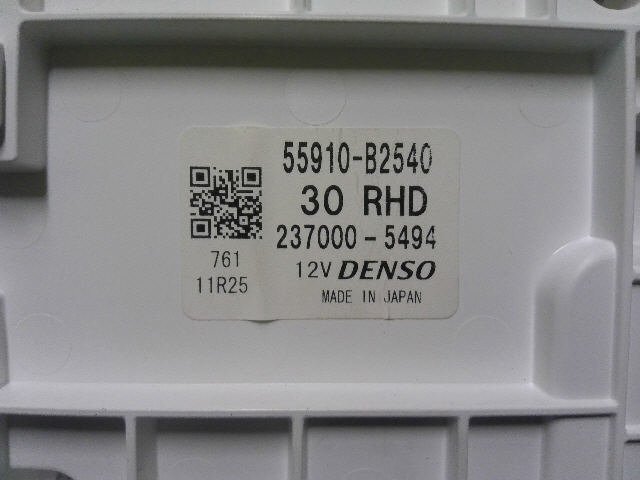 55910-B2540
30 RHD
237000-5494
761
12V DENSO
11R25
MADE IN JAPAN